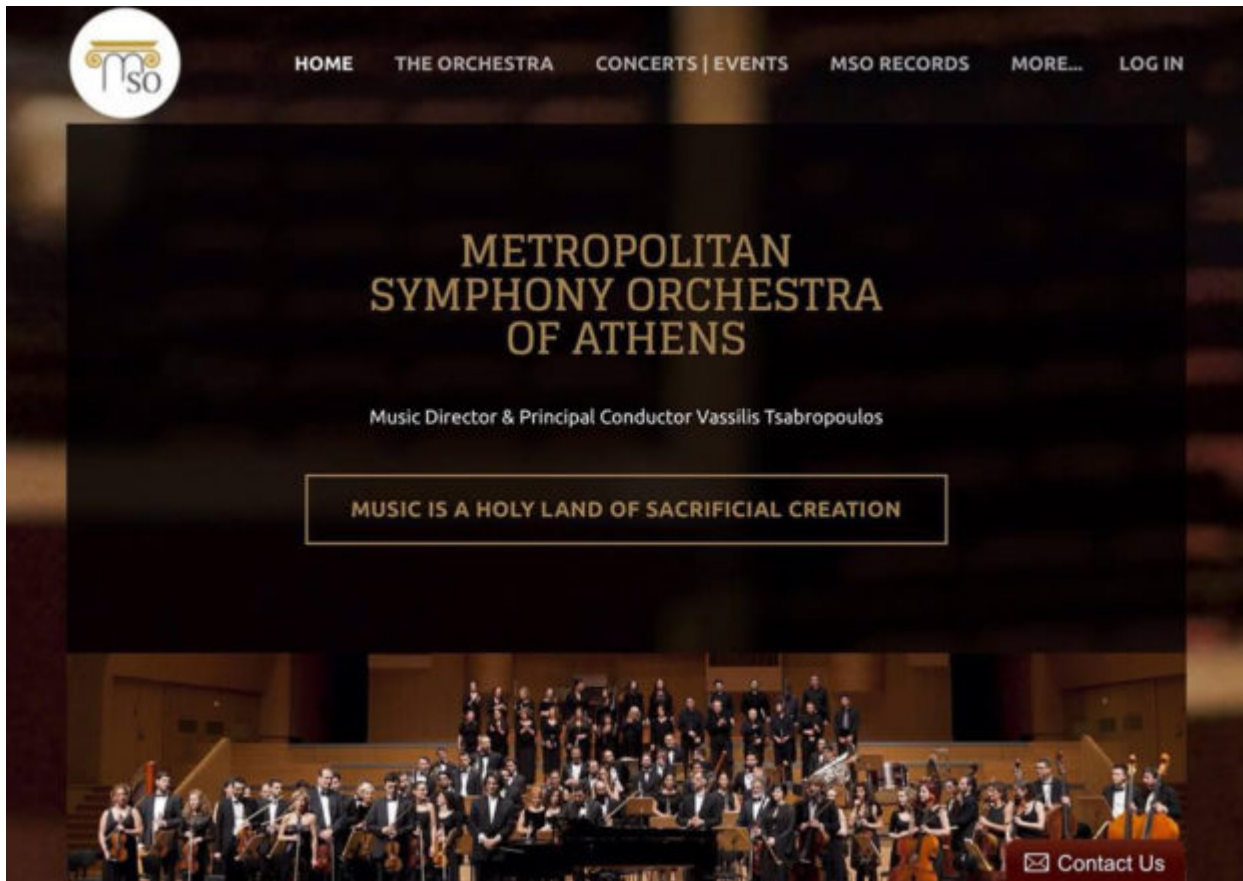 MSO
HOME THE ORCHESTRA CONCERTS | EVENTS MSO RECORDS MORE... LOG IN
METROPOLITAN
SYMPHONY ORCHESTRA
OF ATHENS
Music Director & Principal Conductor Vassilis Tsabropoulos
MUSIC IS A HOLY LAND OF SACRIFICIAL CREATION
Contact Us